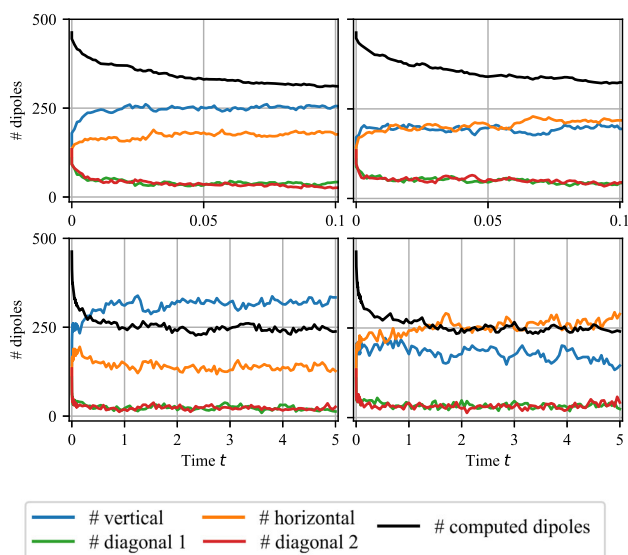 500
250
0
# dipoles
0
0.05
0.1
0
0.05
0.1
500
250
0
# dipoles
0
1
2
3
4
5
Time t
0
1
2
3
4
5
Time t
# vertical
# horizontal
# computed dipoles
# diagonal 1
# diagonal 2